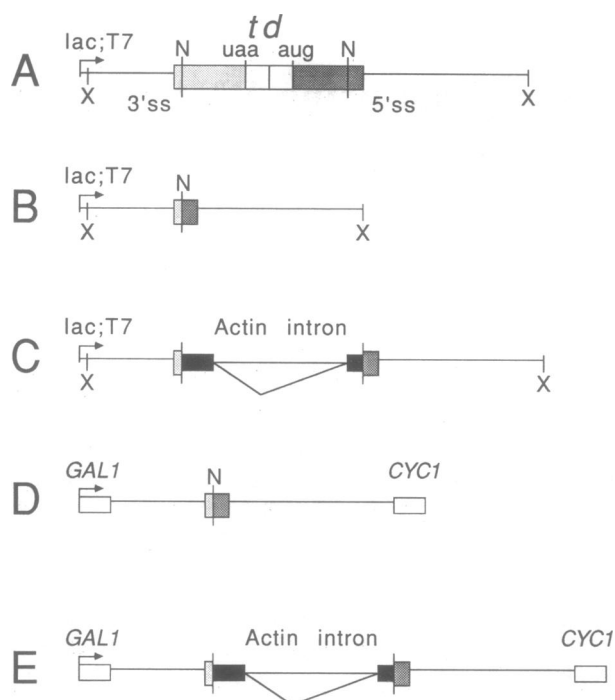 A
lac;T7
td
N
uaa
aug
N
X
3'ss
5'ss
X
B
lac;T7
N
X
X
C
lac;T7
Actin intron
X
X
D
GAL1
N
CYC1
E
GAL1
Actin intron
CYC1